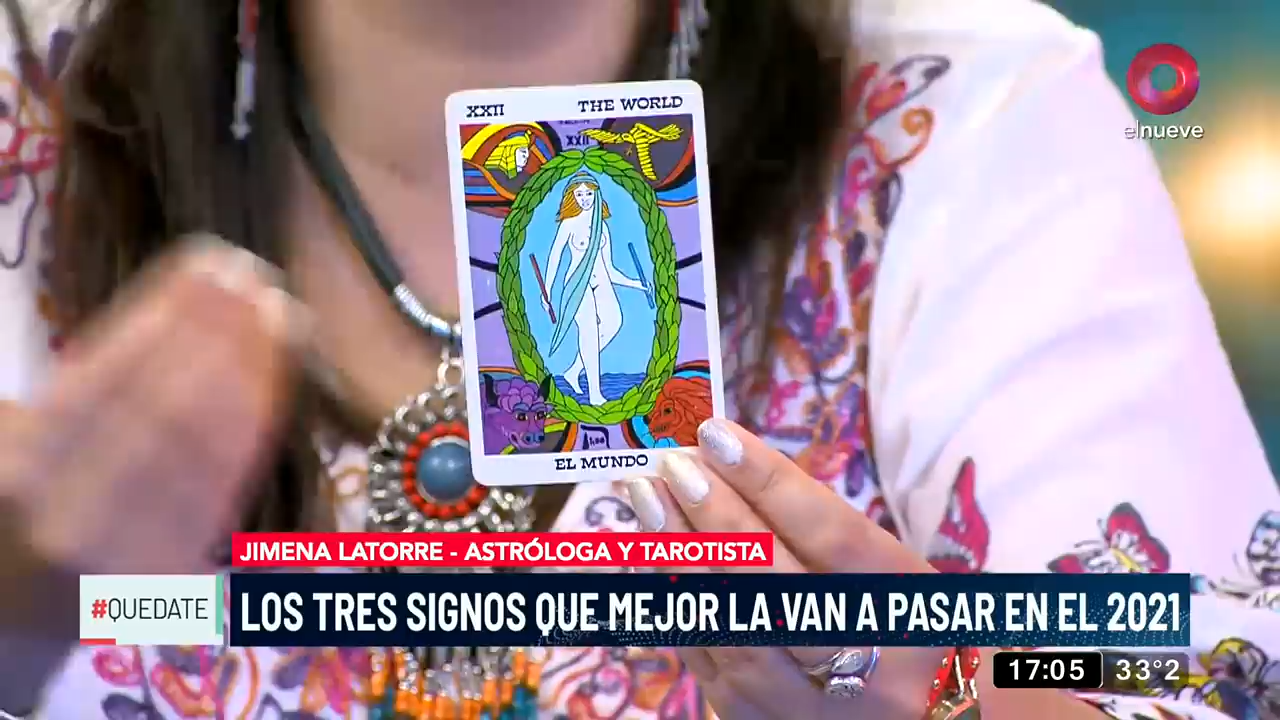 XXII THE WORLD
XXII
EL MUNDO
elnueve
JIMENA LATORRE - ASTRÓLOGA Y TAROTISTA
#QUEDATE
LOS TRES SIGNOS QUE MEJOR LA VAN A PASAR EN EL 2021
17:05 33°2